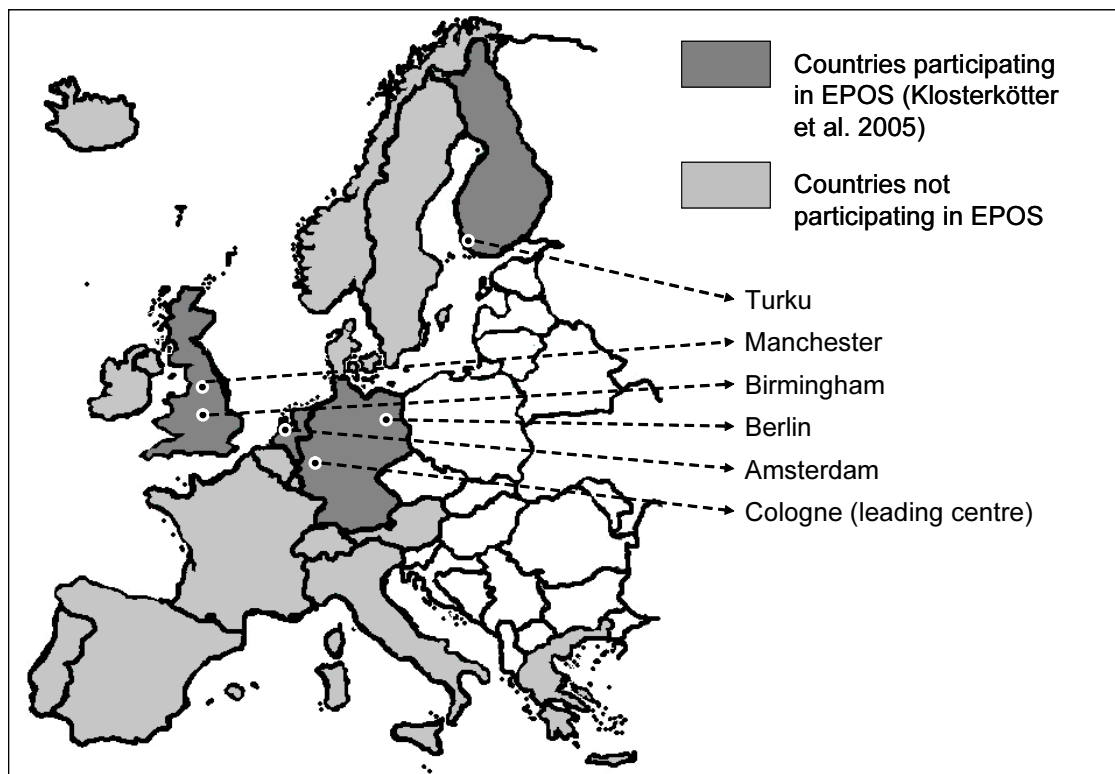 Countries participating
in EPOS (Klosterkötter
et al. 2005)
Countries not
participating in EPOS
Turku
Manchester
Birmingham
Berlin
Amsterdam
Cologne (leading centre)